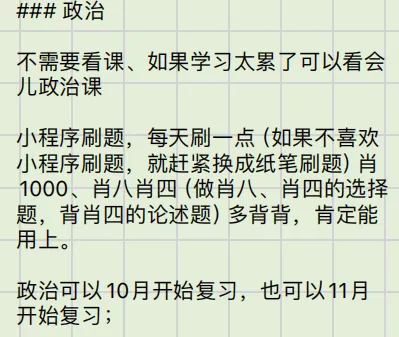 ### 政治
不需要看课、如果学习太累了可以看会
儿政治课
小程序刷题，每天刷一点（如果不喜欢
小程序刷题，就赶紧换成纸笔刷题）肖
1000、肖八肖四（做肖八、肖四的选择
题，背肖四的论述题）多背背，肯定能
用上。
政治可以10月开始复习，也可以11月
开始复习；